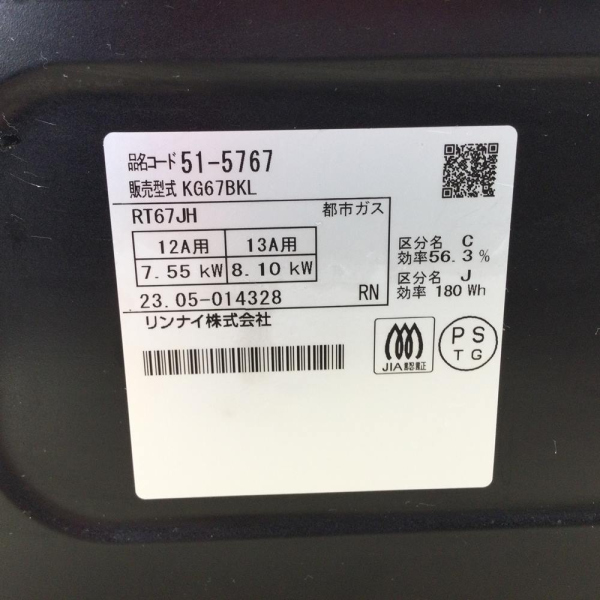 品名コード 51-5767
販売型式 KG67BKL
RT67JH 都市ガス
12A用 13A用
7.55 kW 8.10 kW
区分名 C
効率56.3 %
区分名 J
効率 180 Wh
23.05-014328 RN
リンナイ株式会社
JIA認証
PS
TG